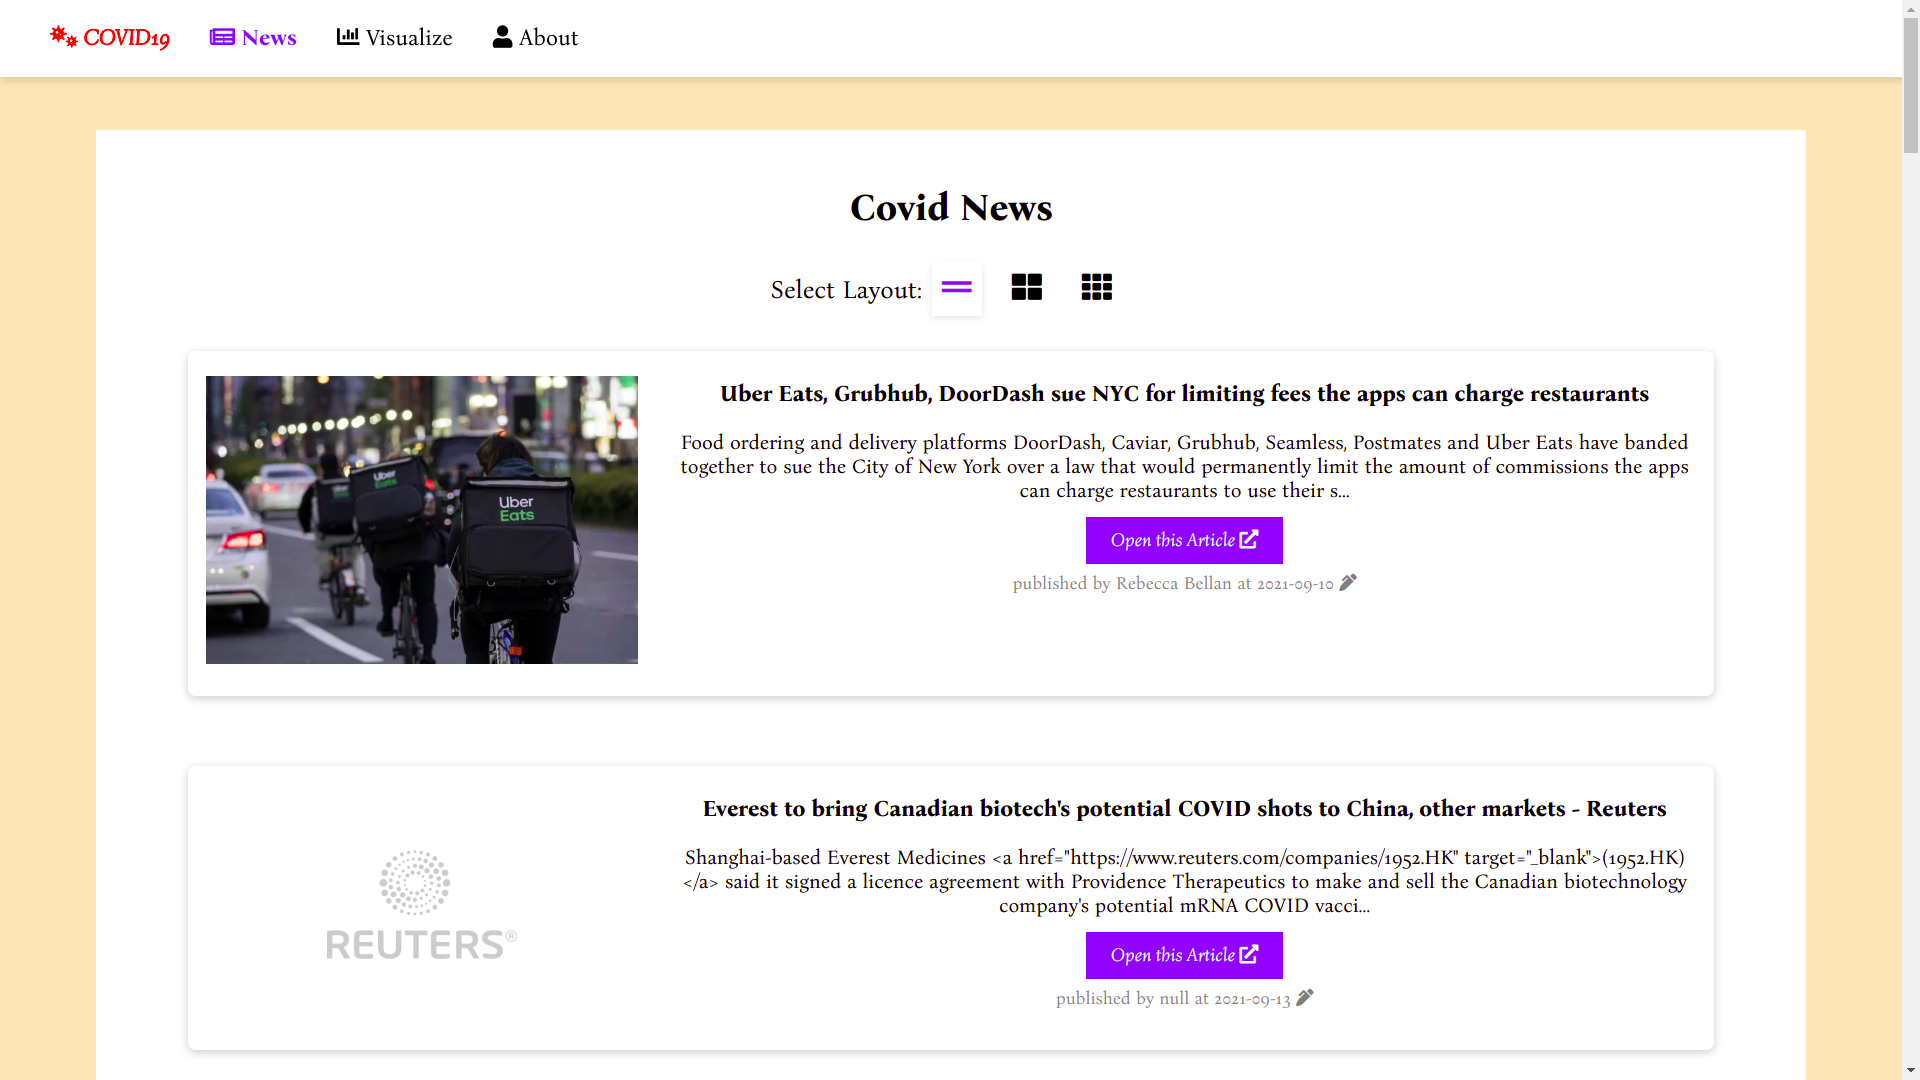 COVID19
News
Visualize
About
Covid News
Select Layout:
Uber Eats, Grubhub, DoorDash sue NYC for limiting fees the apps can charge restaurants
Food ordering and delivery platforms DoorDash, Caviar, Grubhub, Seamless, Postmates and Uber Eats have banded
together to sue the City of New York over a law that would permanently limit the amount of commissions the apps
can charge restaurants to use their s...
Open this Article
published by Rebecca Bellan at 2021-09-10
Uber
Eats
Uber
Eats
Everest to bring Canadian biotech's potential COVID shots to China, other markets - Reuters
Shanghai-based Everest Medicines <a href="https://www.reuters.com/companies/1952.HK" target="_blank">(1952.HK)
</a> said it signed a licence agreement with Providence Therapeutics to make and sell the Canadian biotechnology
company's potential mRNA COVID vacci...
Open this Article
published by null at 2021-09-13
REUTERS®